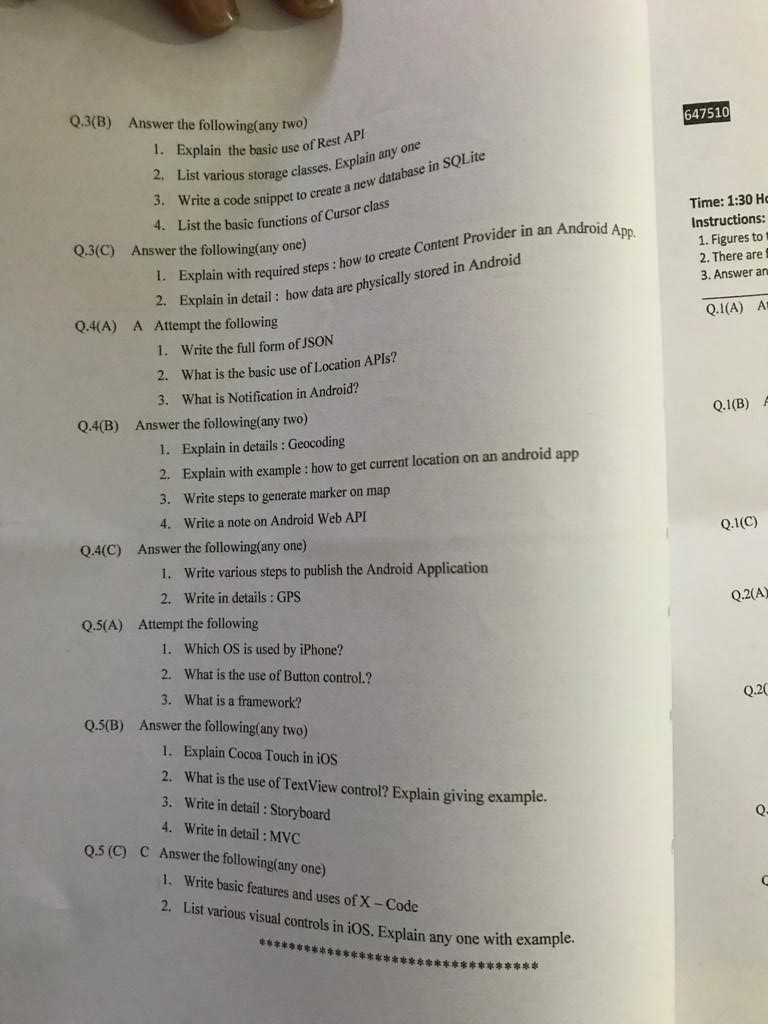 Q.3(B) Answer the following(any two)
1. Explain the basic use of Rest API
2. List various storage classes. Explain any one
3. Write a code snippet to create a new database in SQLite
4. List the basic functions of Cursor class
Q.3(C) Answer the following(any one)
1. Explain with required steps : how to create Content Provider in an Android App.
2. Explain in detail : how data are physically stored in Android
Q.4(A) A Attempt the following
1. Write the full form of JSON
2. What is the basic use of Location APIs?
3. What is Notification in Android?
Q.4(B) Answer the following(any two)
1. Explain in details : Geocoding
2. Explain with example : how to get current location on an android app
3. Write steps to generate marker on map
4. Write a note on Android Web API
Q.4(C) Answer the following(any one)
1. Write various steps to publish the Android Application
2. Write in details : GPS
Q.5(A) Attempt the following
1. Which OS is used by iPhone?
2. What is the use of Button control.?
3. What is a framework?
Q.5(B) Answer the following(any two)
1. Explain Cocoa Touch in iOS
2. What is the use of TextView control? Explain giving example.
3. Write in detail : Storyboard
4. Write in detail : MVC
Q.5 (C) C Answer the following(any one)
1. Write basic features and uses of X – Code
2. List various visual controls in iOS. Explain any one with example.
**********************************
647510
Time: 1:30
Instructions:
1. Figures to
2. There are
3. Answer
Q.1(A)
Q.1(B)
Q.1(C)
Q.2(A)
Q.2(
Q.